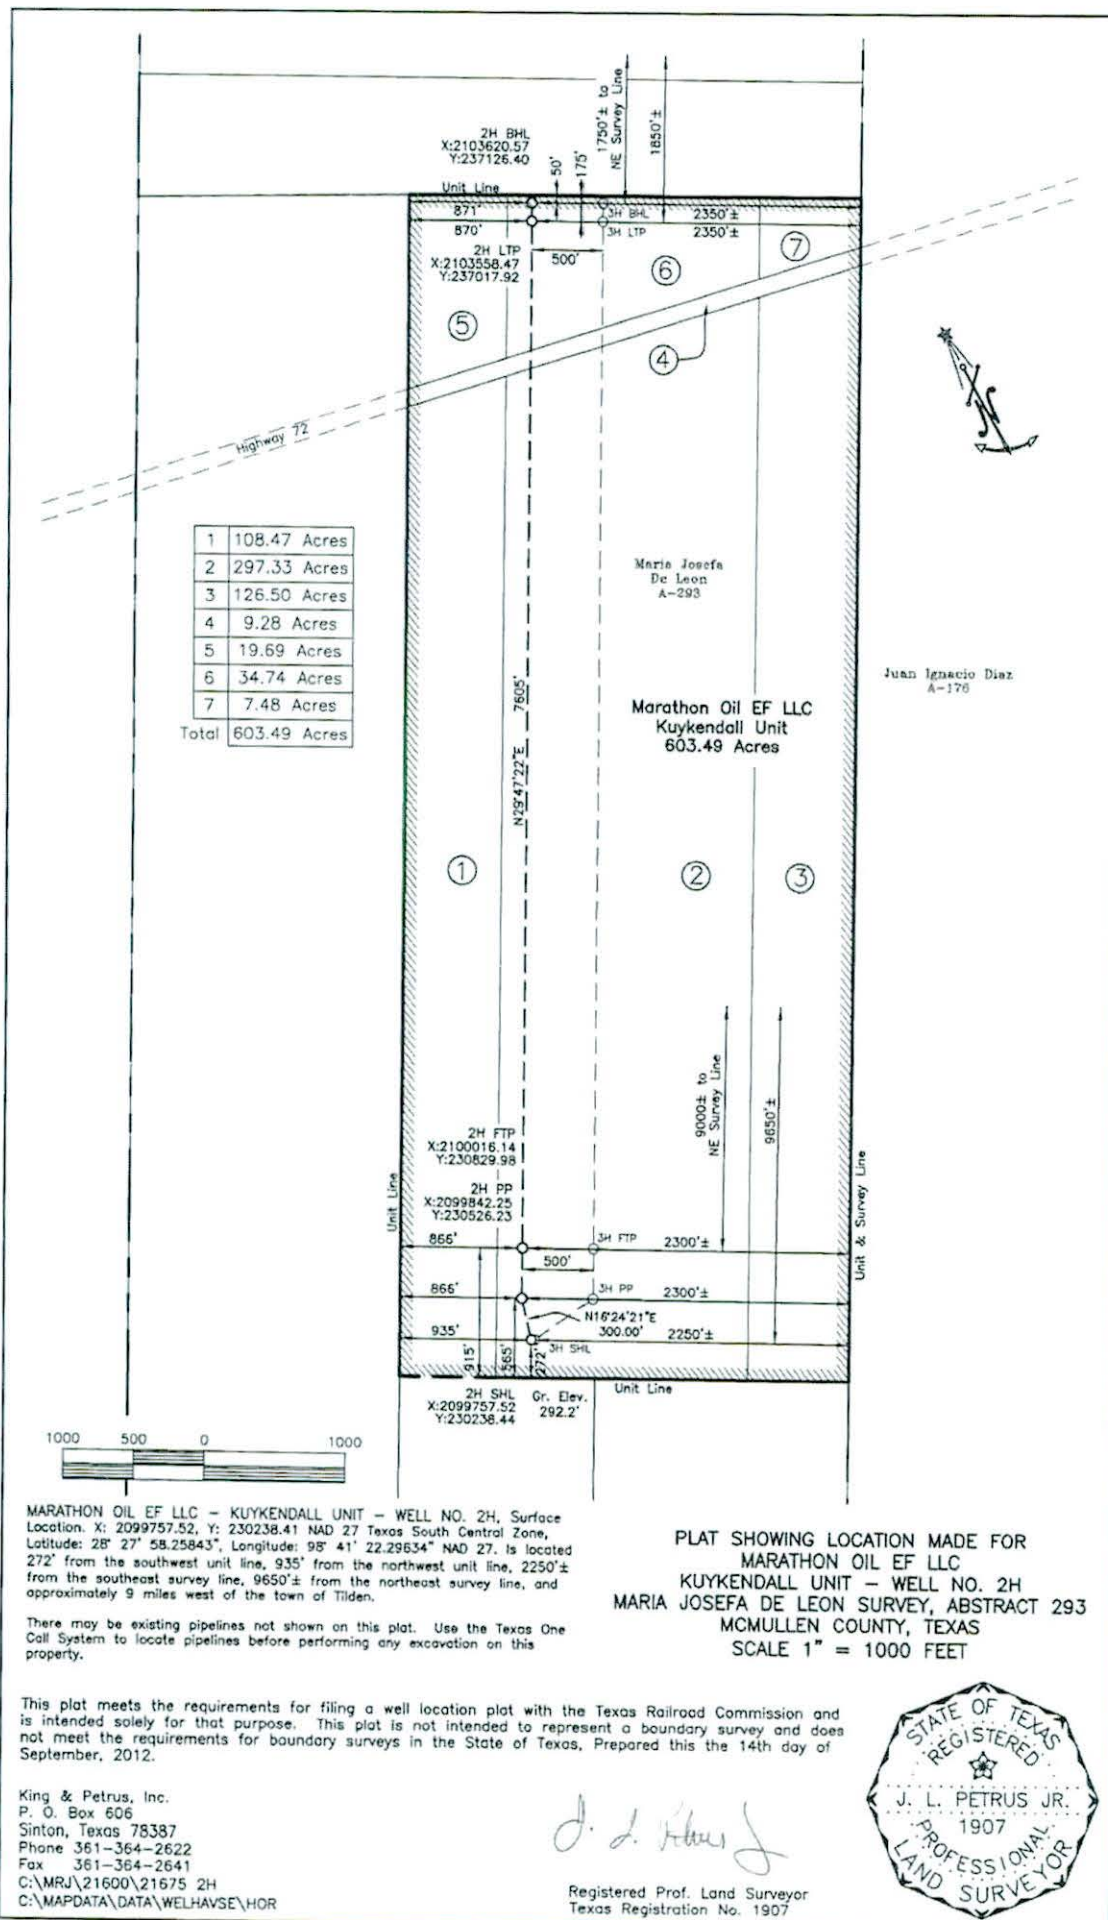 1750'± to
NE Survey Line
1850'±
2H BHL
X:2103620.57
Y:237126.40
50'
175'
Unit Line
871'
3H BHL
2350'±
870'
3H LTP
2350'±
2H LTP
X:2103558.47
Y:237017.92
500'
7
6
5
4
Highway 72
1 108.47 Acres
2 297.33 Acres
3 126.50 Acres
4 9.28 Acres
5 19.69 Acres
6 34.74 Acres
7 7.48 Acres
Total 603.49 Acres
Maria Josefa
De Leon
A-293
Juan Ignacio Diaz
A-176
Marathon Oil EF LLC
Kuykendall Unit
603.49 Acres
N29°47'22"E 7605'
1
2
3
9000± to
NE Survey Line
9650'±
2H FTP
X:2100016.14
Y:230829.98
2H PP
X:2099842.25
Y:230526.23
Unit Line
Unit & Survey Line
866'
3H FTP
2300'±
500'
866'
3H PP
2300'±
N16°24'21"E
300.00'
935'
2250'±
3H SHL
915'
565'
272'
2H SHL
X:2099757.52
Y:230238.44
Gr. Elev.
292.2'
Unit Line
1000 500 0 1000
MARATHON OIL EF LLC – KUYKENDALL UNIT – WELL NO. 2H, Surface
Location. X: 2099757.52, Y: 230238.41 NAD 27 Texas South Central Zone,
Latitude: 28° 27' 58.25843", Longitude: 98° 41' 22.29634" NAD 27. Is located
272' from the southwest unit line, 935' from the northwest unit line, 2250'±
from the southeast survey line, 9650'± from the northeast survey line, and
approximately 9 miles west of the town of Tilden.
There may be existing pipelines not shown on this plat. Use the Texas One
Call System to locate pipelines before performing any excavation on this
property.
PLAT SHOWING LOCATION MADE FOR
MARATHON OIL EF LLC
KUYKENDALL UNIT – WELL NO. 2H
MARIA JOSEFA DE LEON SURVEY, ABSTRACT 293
MCMULLEN COUNTY, TEXAS
SCALE 1" = 1000 FEET
This plat meets the requirements for filing a well location plat with the Texas Railroad Commission and
is intended solely for that purpose. This plat is not intended to represent a boundary survey and does
not meet the requirements for boundary surveys in the State of Texas, Prepared this the 14th day of
September, 2012.
King & Petrus, Inc.
P. O. Box 606
Sinton, Texas 78387
Phone 361-364-2622
Fax 361-364-2641
C:\MRJ\21600\21675 2H
C:\MAPDATA\DATA\WELHAVSE\HOR
Registered Prof. Land Surveyor
Texas Registration No. 1907
STATE OF TEXAS
REGISTERED
J. L. PETRUS JR.
1907
PROFESSIONAL
LAND SURVEYOR